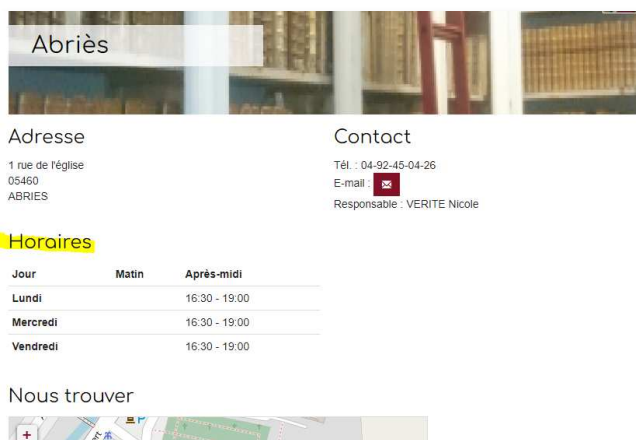 Abriès
Adresse
1 rue de l'église
05460
ABRIES
Contact
Tél. : 04-92-45-04-26
E-mail :
Responsable : VERITE Nicole
Horaires
Jour Matin Après-midi
Lundi 16:30 - 19:00
Mercredi 16:30 - 19:00
Vendredi 16:30 - 19:00
Nous trouver
+
P